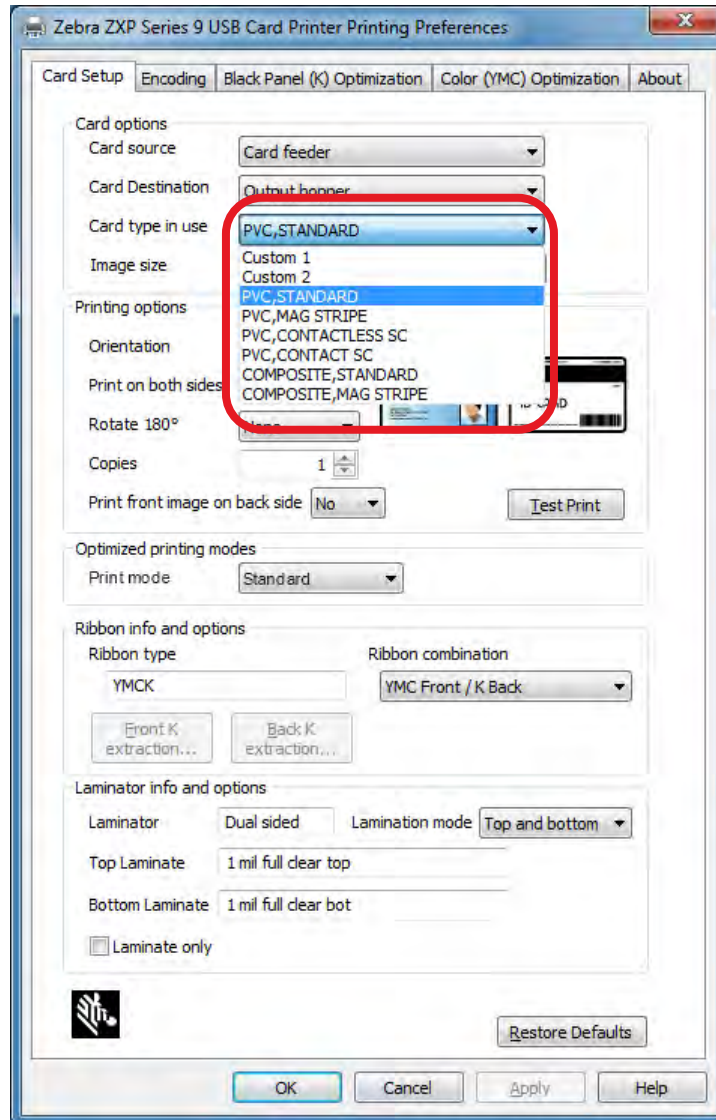 Zebra ZXP Series 9 USB Card Printer Printing Preferences
Card Setup Encoding Black Panel (K) Optimization Color (YMC) Optimization About
Card options
Card source Card feeder
Card Destination Output hopper
Card type in use PVC,STANDARD
Image size
Custom 1
Custom 2
PVC,STANDARD
PVC,MAG STRIPE
PVC,CONTACTLESS SC
PVC,CONTACT SC
COMPOSITE,STANDARD
COMPOSITE,MAG STRIPE
Printing options
Orientation
Print on both sides
ID CARD
Rotate 180° None
Copies 1
Print front image on back side No Test Print
Optimized printing modes
Print mode Standard
Ribbon info and options
Ribbon type Ribbon combination
YMCK YMC Front / K Back
Front K extraction... Back K extraction...
Laminator info and options
Laminator Dual sided Lamination mode Top and bottom
Top Laminate 1 mil full clear top
Bottom Laminate 1 mil full clear bot
Laminate only
Restore Defaults
OK Cancel Apply Help